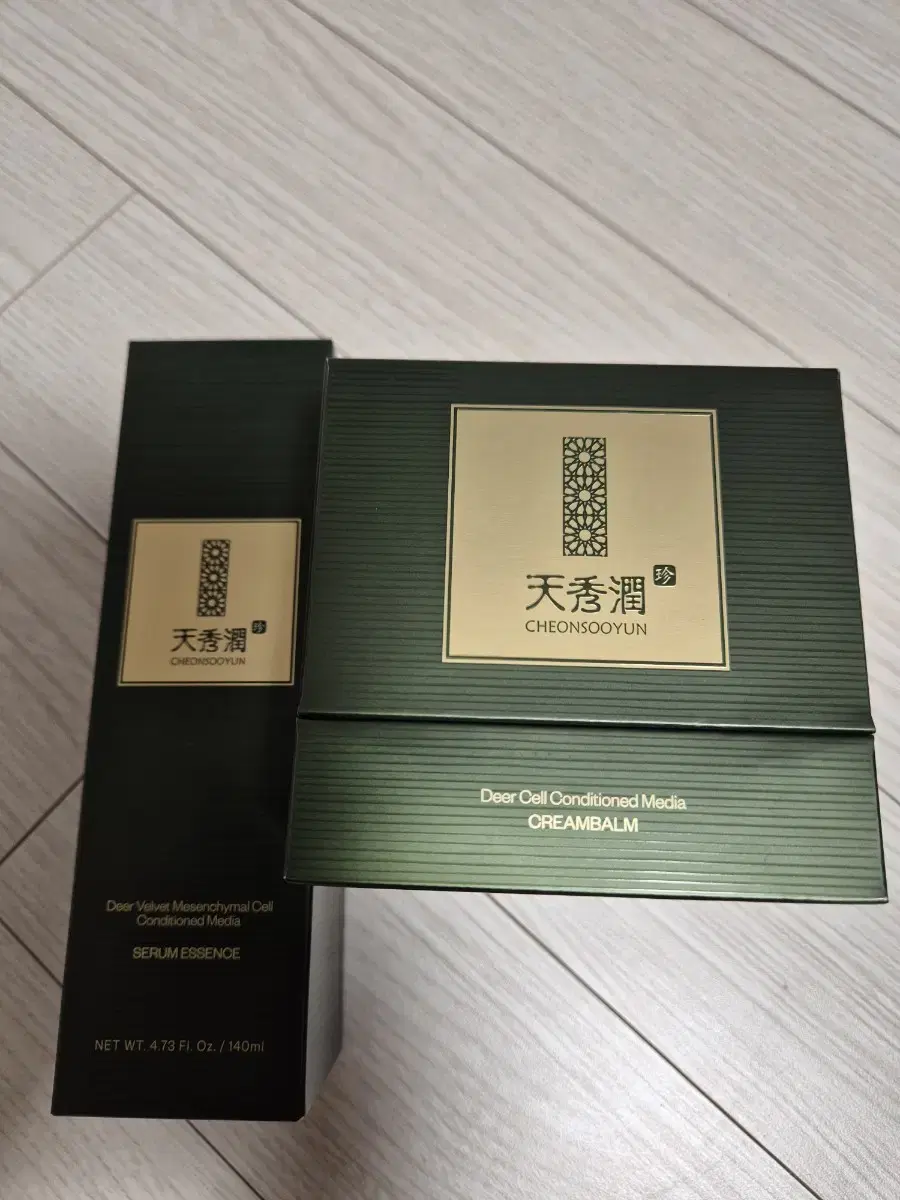 天秀潤 珍
CHEONSOOYUN
Deer Velvet Mesenchymal Cell
Conditioned Media
SERUM ESSENCE
NET WT. 4.73 Fl. Oz. / 140ml
天秀潤 珍
CHEONSOOYUN
Deer Cell Conditioned Media
CREAMBALM